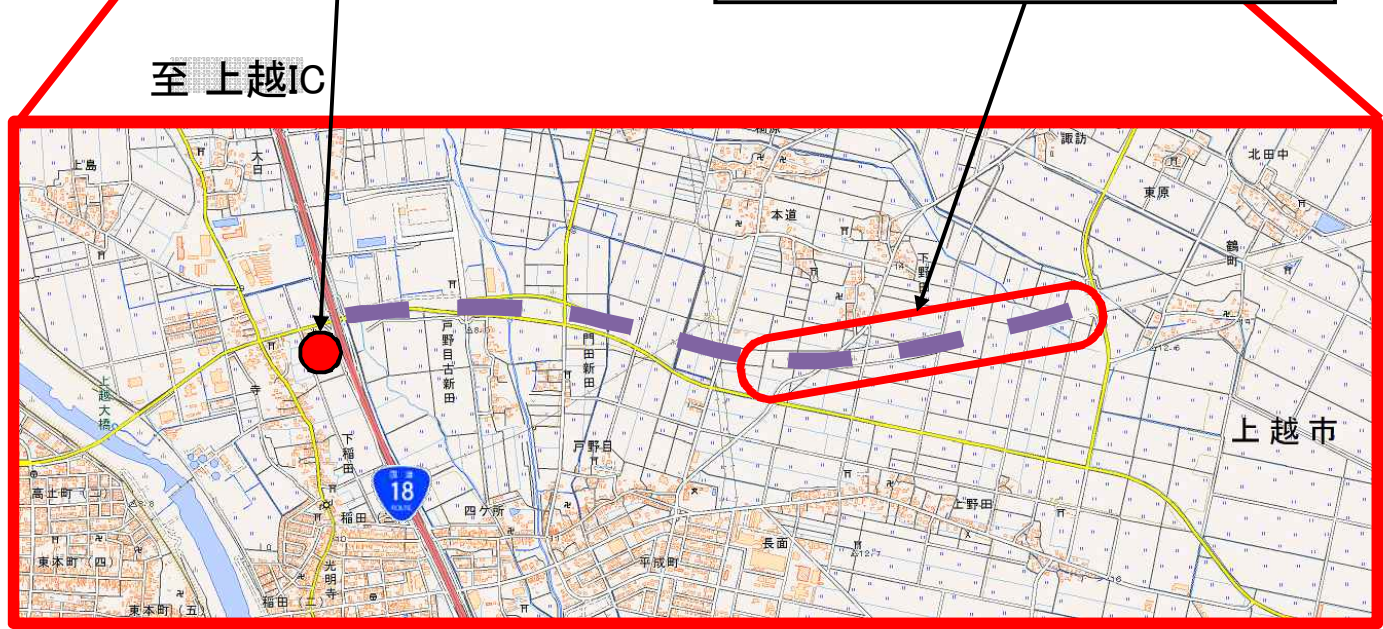 至 上越IC
諏訪
北田中
上島
大日
東原
本道
鶴町
下野田
戸野目古新田
門田新田
上越大橋
寺
下稲田
上越市
戸野目
国道
18
ROUTE
高土町(二)
稲田(三)
四ケ所
上野田
長面
東本町(四)
光明寺
平成町
稲田(二)
東本町(五)